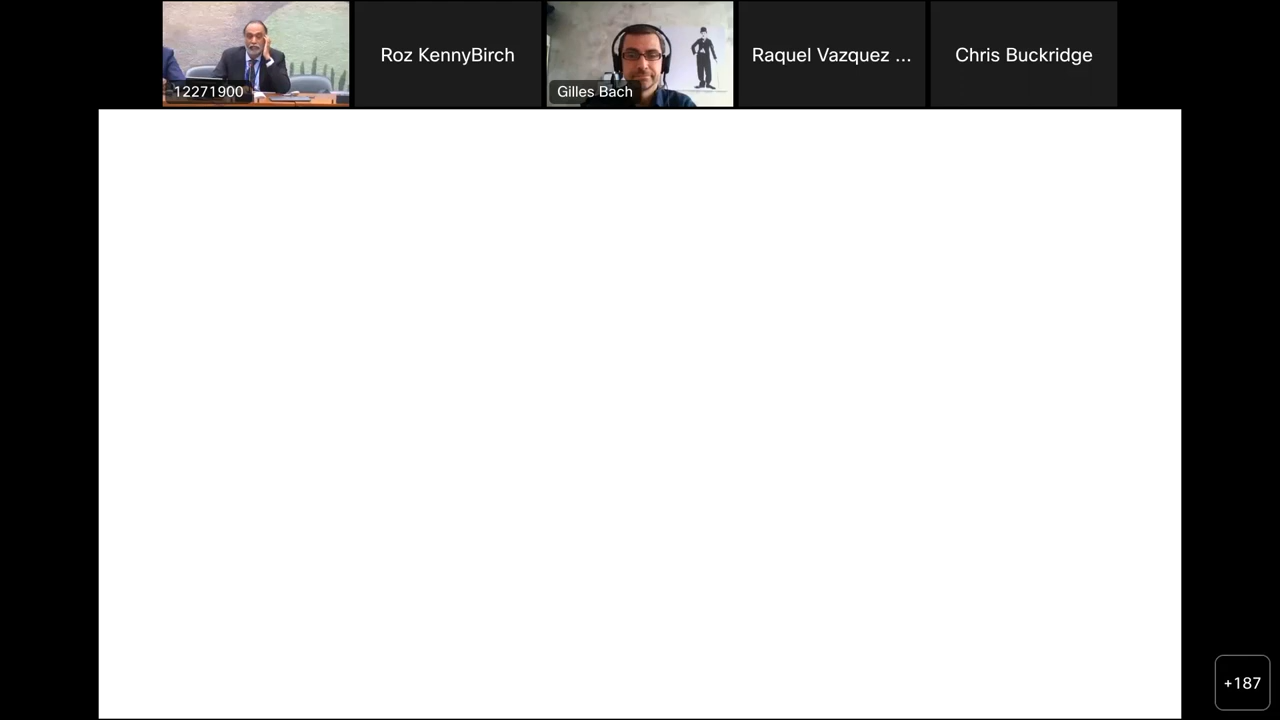 12271900
Roz KennyBirch
Gilles Bach
Raquel Vazquez ...
Chris Buckridge
+187